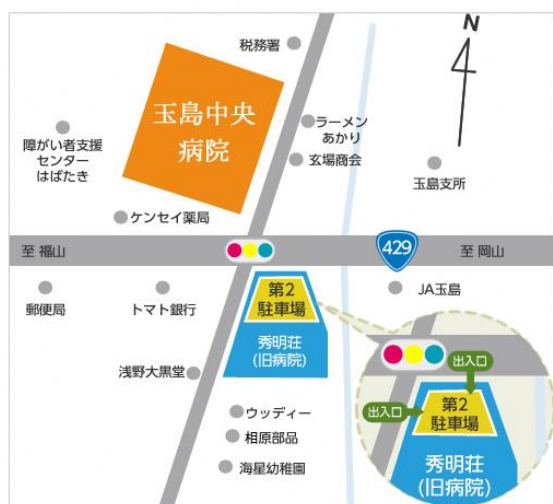 N
税務署
玉島中央
病院
ラーメン
あかり
障がい者支援
センター
はばたき
玄場商会
玉島支所
ケンセイ薬局
至 福山
429
至 岡山
郵便局
トマト銀行
第2
駐車場
JA玉島
秀明荘
(旧病院)
浅野大黒堂
出入口
出入口
第2
駐車場
ウッディー
相原部品
海星幼稚園
秀明荘
(旧病院)